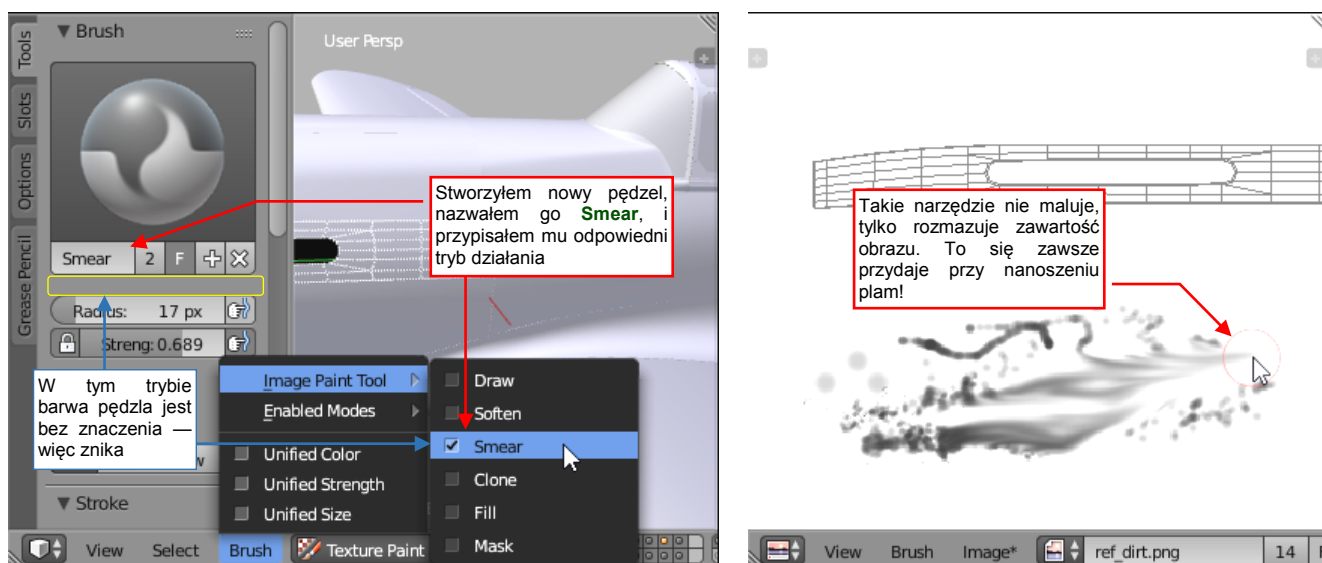 Tools
Slots
Options
Grease Pencil
Brush
Smear 2 F
Radius: 17 px
Streng: 0.689
W tym trybie
barwa pędzla jest
bez znaczenia —
więc znika
w
Stroke
User Persp
Stworzyłem nowy pędzel,
nazwałem go Smear, i
przypisałem mu odpowiedni
tryb działania
Image Paint Tool
Enabled Modes
Unified Color
Unified Strength
Unified Size
Draw
Soften
Smear
Clone
Fill
Mask
View Select Brush Texture Paint
Takie narzędzie nie maluje,
tylko rozmazuje zawartość
obrazu. To się zawsze
przydaje przy nanoszeniu
plam!
View Brush Image* ref_dirt.png 14 F